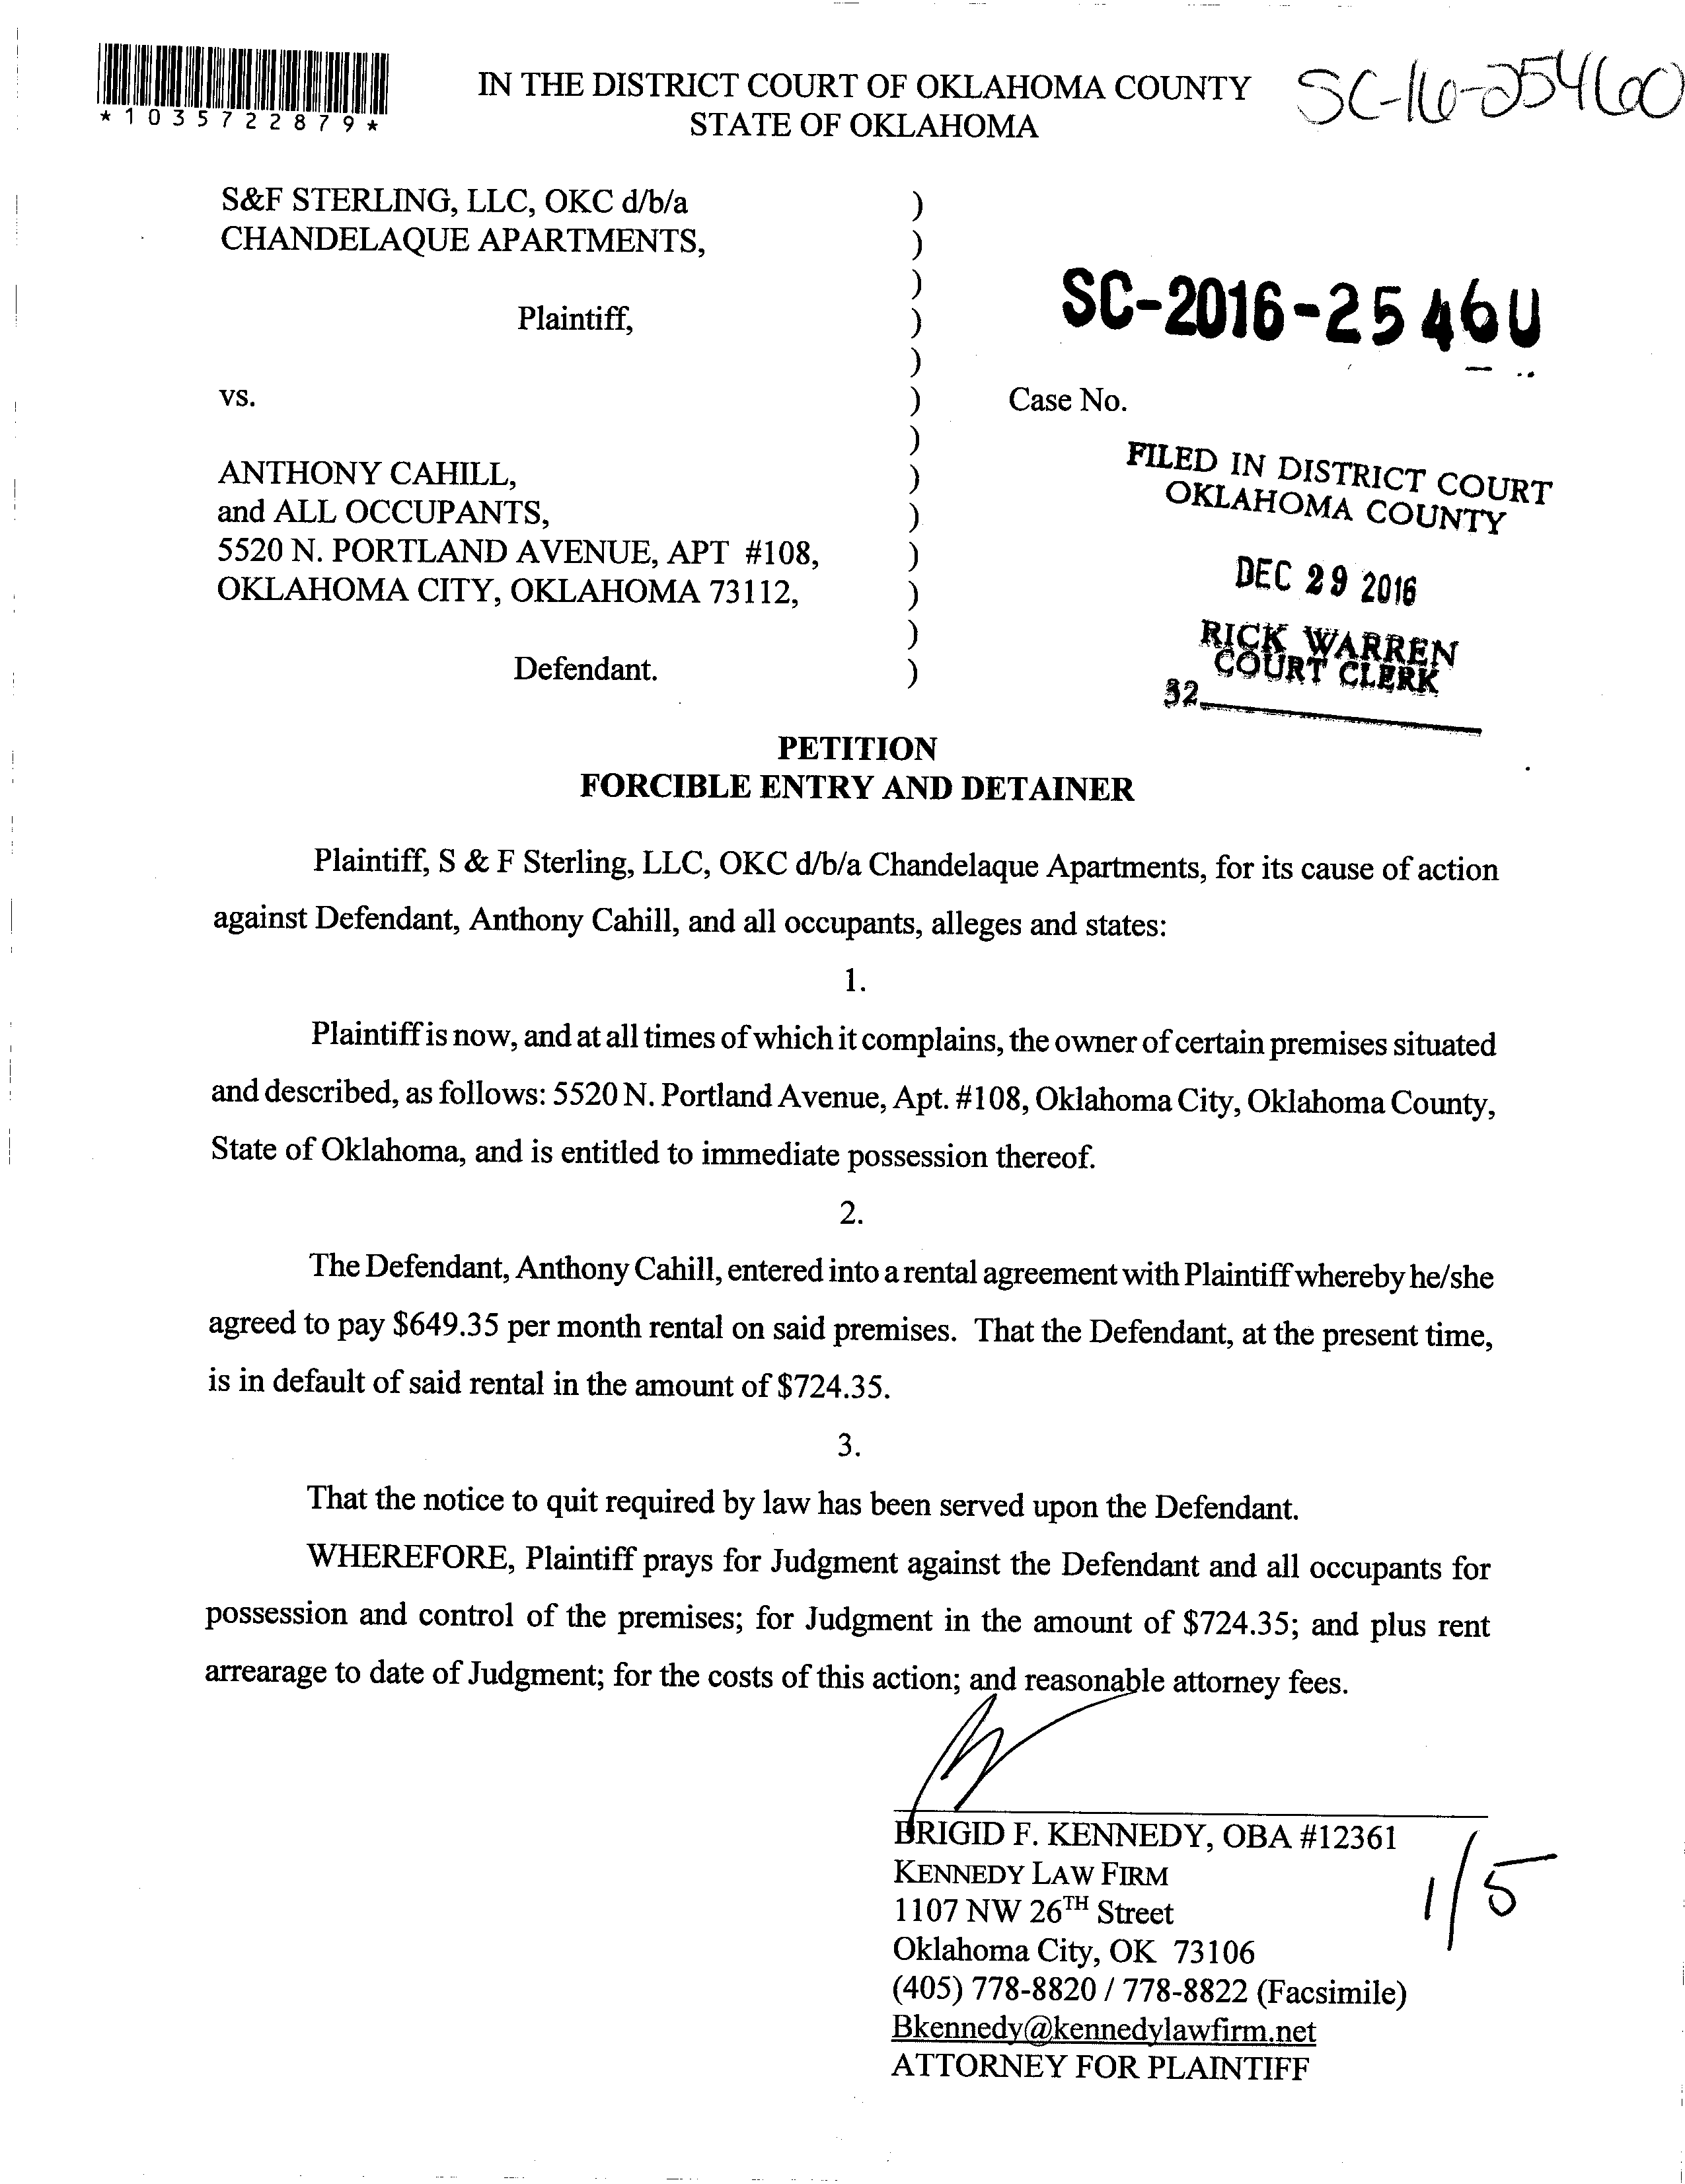 *1035722879*
IN THE DISTRICT COURT OF OKLAHOMA COUNTY
STATE OF OKLAHOMA
SC-16-25460
S&F STERLING, LLC, OKC d/b/a )
CHANDELAQUE APARTMENTS, )
)
Plaintiff, )
)
vs. )
)
ANTHONY CAHILL, )
and ALL OCCUPANTS, )
5520 N. PORTLAND AVENUE, APT #108, )
OKLAHOMA CITY, OKLAHOMA 73112, )
)
Defendant. )
SC-2016-25460
Case No.
FILED IN DISTRICT COURT
OKLAHOMA COUNTY
DEC 29 2016
RICK WARREN
COURT CLERK
32
PETITION
FORCIBLE ENTRY AND DETAINER
Plaintiff, S & F Sterling, LLC, OKC d/b/a Chandelaque Apartments, for its cause of action
against Defendant, Anthony Cahill, and all occupants, alleges and states:
1.
Plaintiff is now, and at all times of which it complains, the owner of certain premises situated
and described, as follows: 5520 N. Portland Avenue, Apt. #108, Oklahoma City, Oklahoma County,
State of Oklahoma, and is entitled to immediate possession thereof.
2.
The Defendant, Anthony Cahill, entered into a rental agreement with Plaintiff whereby he/she
agreed to pay $649.35 per month rental on said premises. That the Defendant, at the present time,
is in default of said rental in the amount of $724.35.
3.
That the notice to quit required by law has been served upon the Defendant.
WHEREFORE, Plaintiff prays for Judgment against the Defendant and all occupants for
possession and control of the premises; for Judgment in the amount of $724.35; and plus rent
arrearage to date of Judgment; for the costs of this action; and reasonable attorney fees.
BRIGID F. KENNEDY, OBA #12361
KENNEDY LAW FIRM
1107 NW 26TH Street
Oklahoma City, OK 73106
(405) 778-8820 / 778-8822 (Facsimile)
Bkennedy@kennedylawfirm.net
ATTORNEY FOR PLAINTIFF
1/5